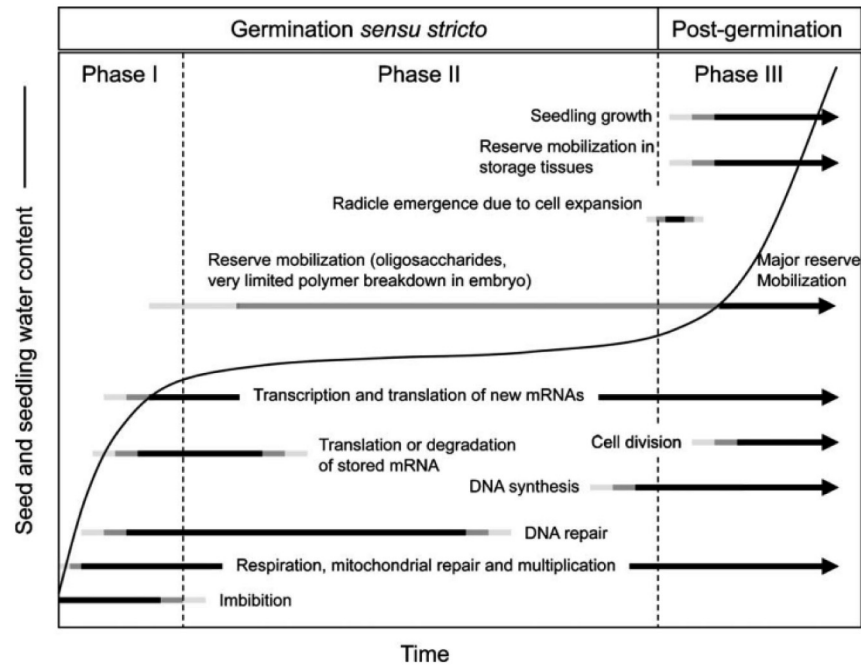 Germination sensu stricto
Post-germination
Phase I
Phase II
Phase III
Seedling growth
Reserve mobilization in
storage tissues
Radicle emergence due to cell expansion
Reserve mobilization (oligosaccharides,
very limited polymer breakdown in embryo)
Major reserve
Mobilization
Transcription and translation of new mRNAs
Translation or degradation
of stored mRNA
Cell division
DNA synthesis
DNA repair
Respiration, mitochondrial repair and multiplication
Imbibition
Seed and seedling water content
Time